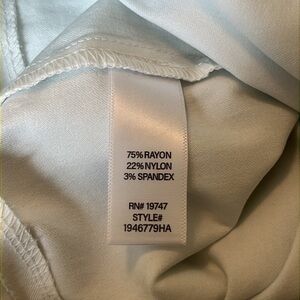 75% RAYON
22% NYLON
3% SPANDEX
RN# 19747
STYLE#
1946779HA